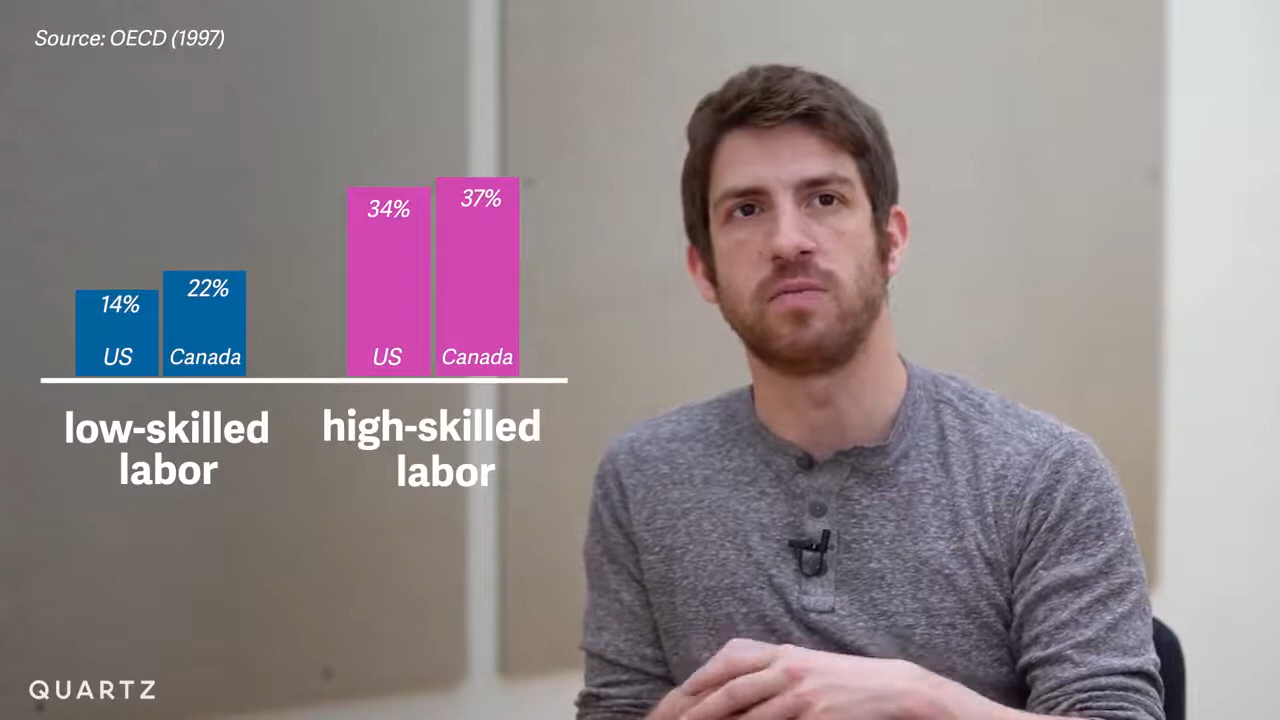 Source: OECD (1997)
34%
37%
14%
22%
US
Canada
US
Canada
low-skilled
labor
high-skilled
labor
QUARTZ